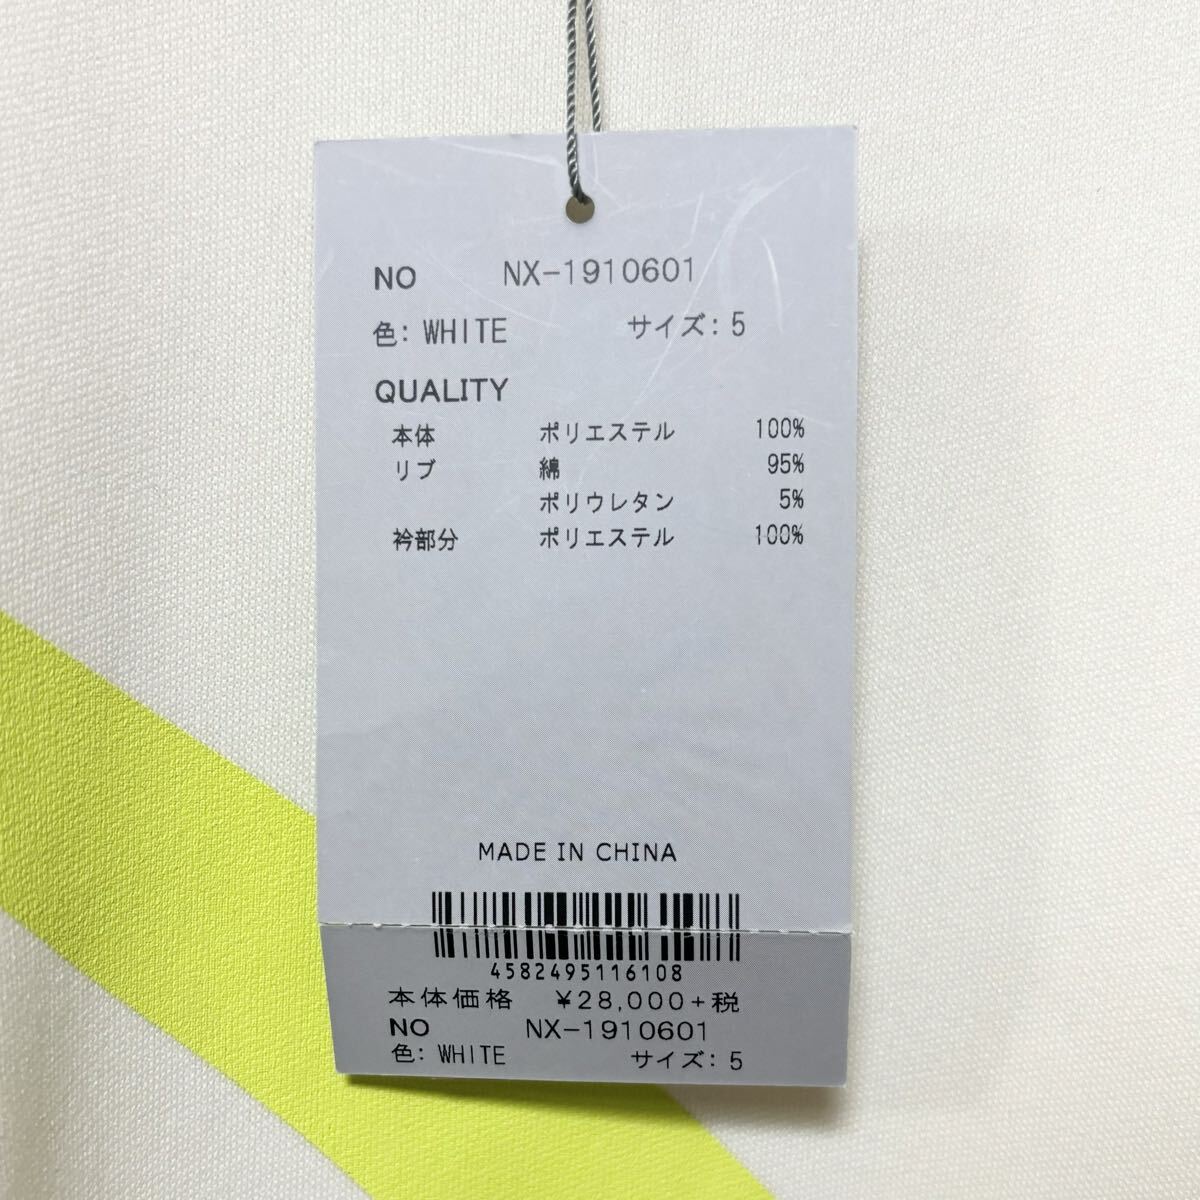 NO NX-1910601
色: WHITE サイズ: 5
QUALITY
本体 ポリエステル 100%
リブ 綿 95%
ポリウレタン 5%
衿部分 ポリエステル 100%
MADE IN CHINA
4582495116108
本体価格 ¥28,000+税
NO NX-1910601
色: WHITE サイズ: 5